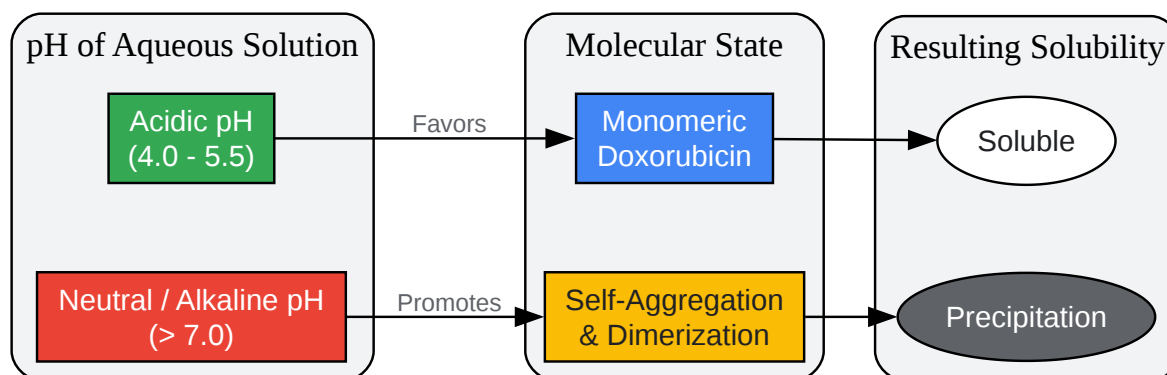 pH of Aqueous Solution
Molecular State
Resulting Solubility
Acidic pH
(4.0 - 5.5)
Favors
Monomeric
Doxorubicin
Soluble
Neutral / Alkaline pH
(> 7.0)
Promotes
Self-Aggregation
& Dimerization
Precipitation